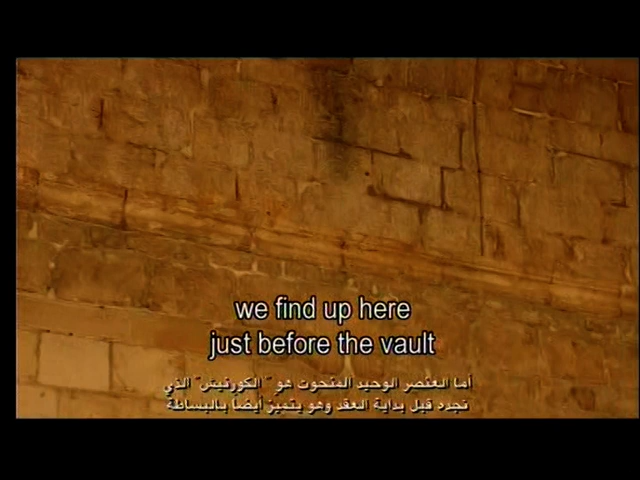 we find up here
just before the vault
أما العنصر الوحيد المنحوت هو "الكورنيش" الذي
نجده قبل بداية العقد وهو يتميز أيضاً بالبساطة